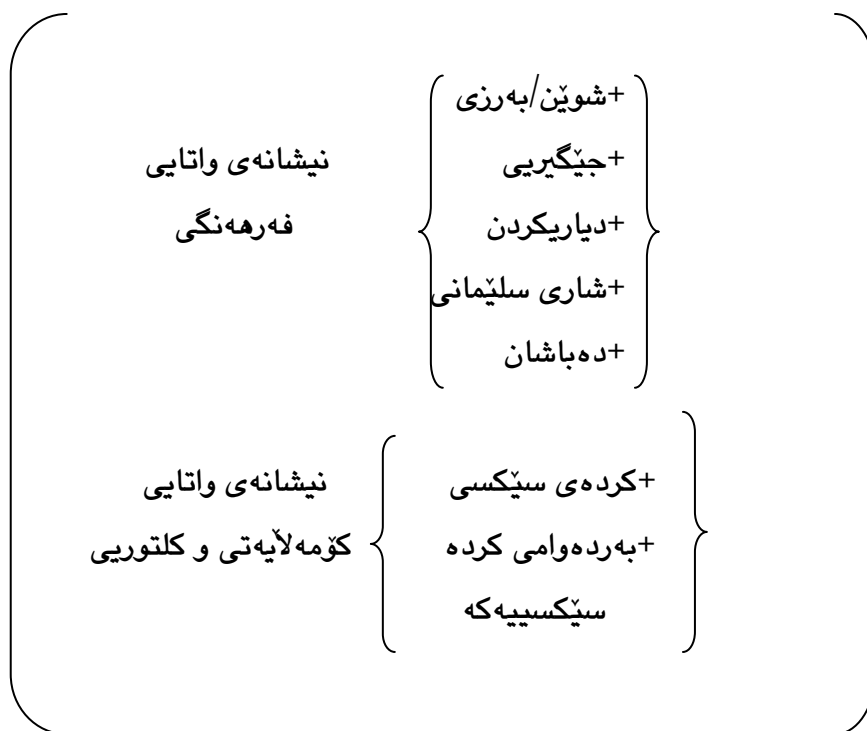 +شوێن/بەرزی
+جێگیریی
نیشانەی واتایی
+دیاریکردن
فەرهەنگی
+شاری سلێمانی
+دەباشان
+کردەی سێکسی
نیشانەی واتایی
+بەردەوامی کردە
کۆمەڵایەتی و کلتوریی
سێکسییەکە